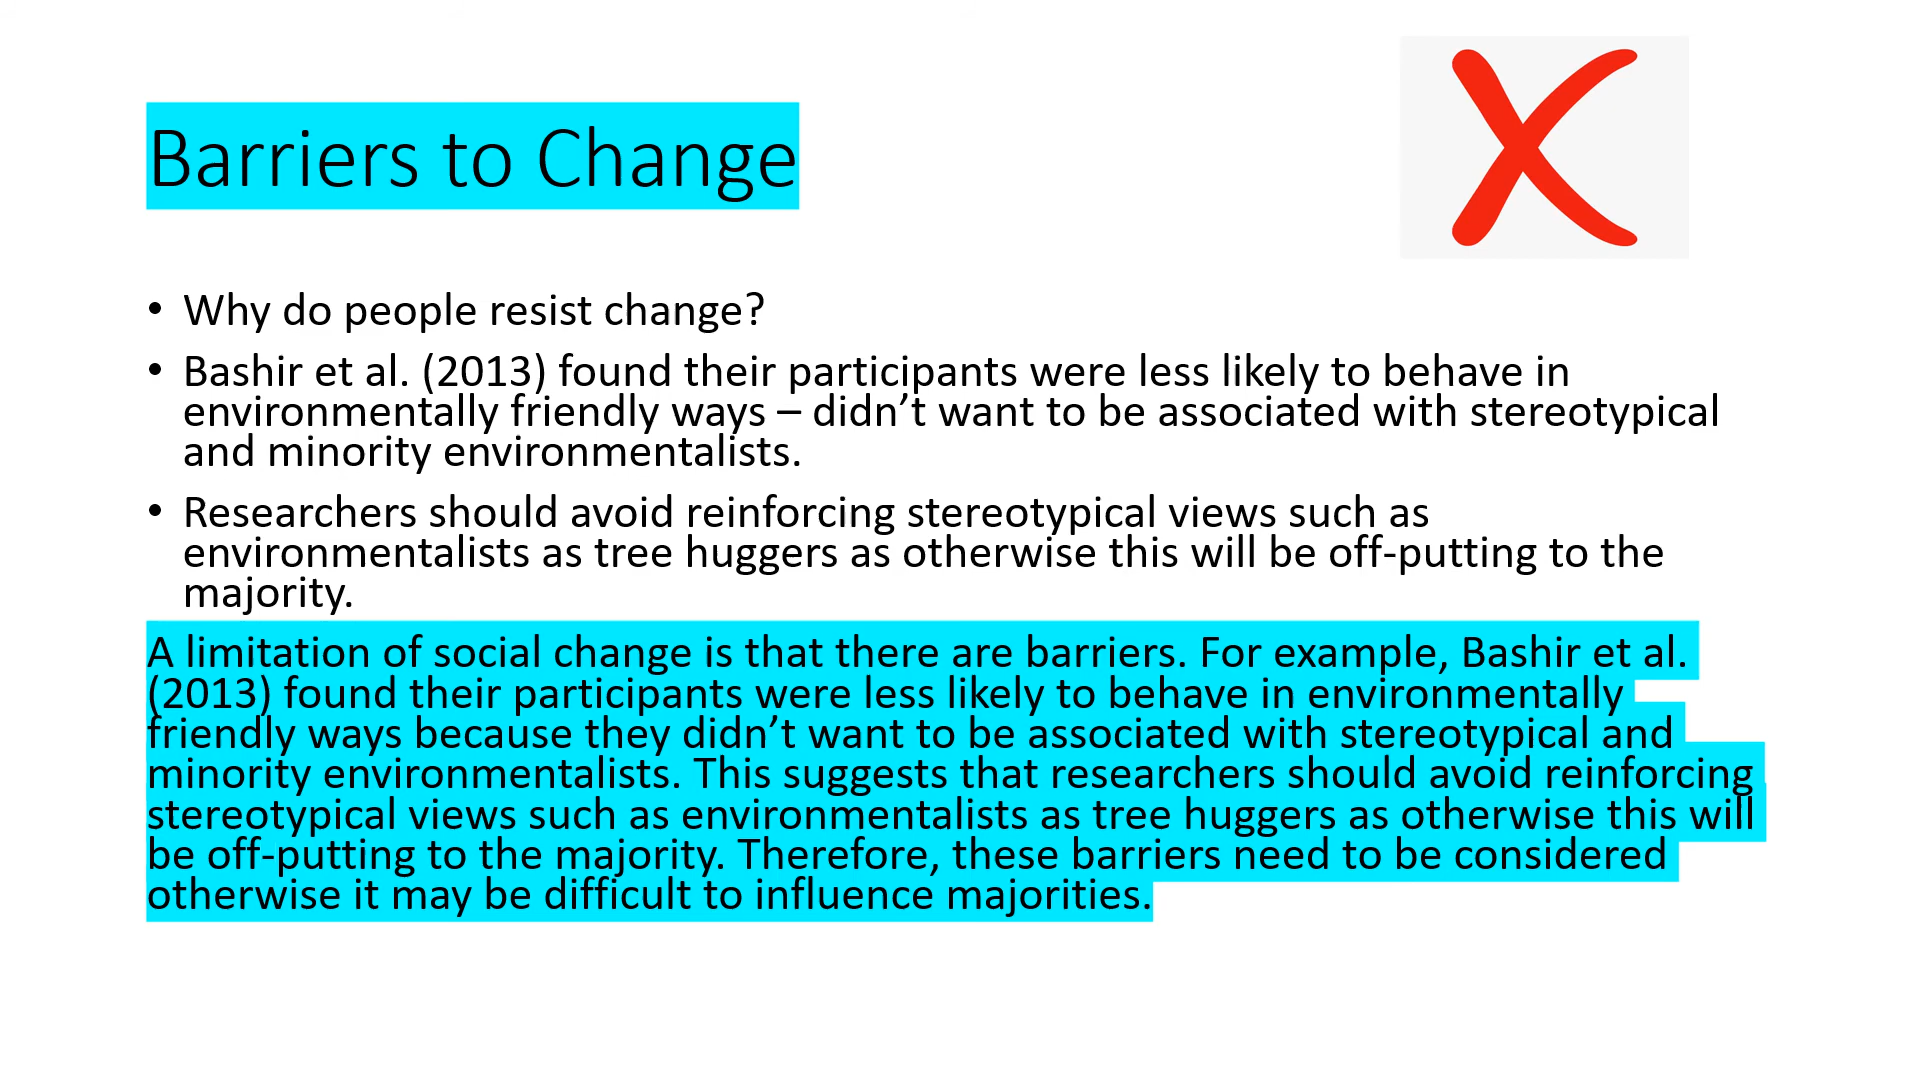 Barriers to Change
• Why do people resist change?
• Bashir et al. (2013) found their participants were less likely to behave in
environmentally friendly ways – didn’t want to be associated with stereotypical
and minority environmentalists.
• Researchers should avoid reinforcing stereotypical views such as
environmentalists as tree huggers as otherwise this will be off-putting to the
majority.
A limitation of social change is that there are barriers. For example, Bashir et al.
(2013) found their participants were less likely to behave in environmentally
friendly ways because they didn’t want to be associated with stereotypical and
minority environmentalists. This suggests that researchers should avoid reinforcing
stereotypical views such as environmentalists as tree huggers as otherwise this will
be off-putting to the majority. Therefore, these barriers need to be considered
otherwise it may be difficult to influence majorities.